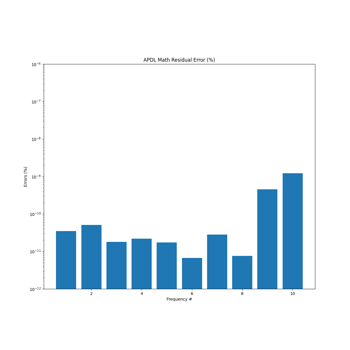 APDL Math Residual Error (%)
10⁻⁶
10⁻⁷
10⁻⁸
10⁻⁹
10⁻¹⁰
10⁻¹¹
10⁻¹²
Errors (%)
2 4 6 8 10
Frequency #